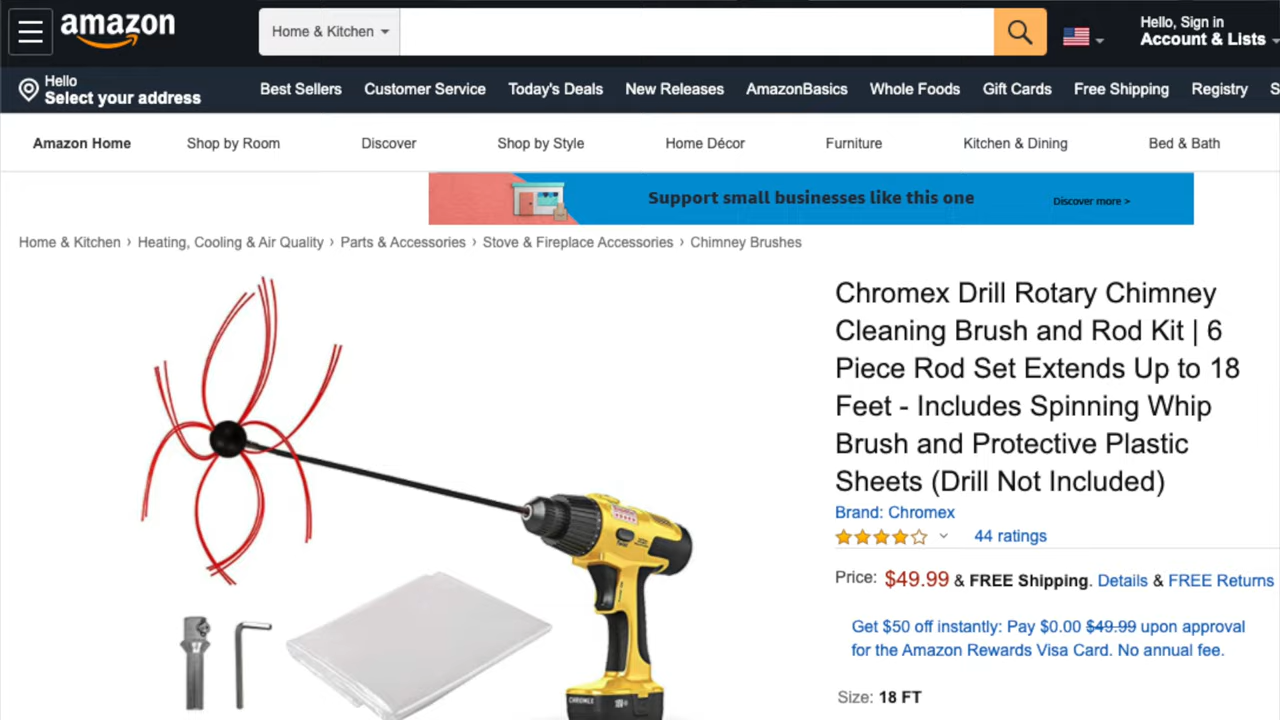 amazon
Home & Kitchen
Hello, Sign in
Account & Lists
Hello
Select your address
Best Sellers
Customer Service
Today's Deals
New Releases
AmazonBasics
Whole Foods
Gift Cards
Free Shipping
Registry
S
Amazon Home
Shop by Room
Discover
Shop by Style
Home Décor
Furniture
Kitchen & Dining
Bed & Bath
Support small businesses like this one
Discover more >
Home & Kitchen › Heating, Cooling & Air Quality › Parts & Accessories › Stove & Fireplace Accessories › Chimney Brushes
Chromex Drill Rotary Chimney
Cleaning Brush and Rod Kit | 6
Piece Rod Set Extends Up to 18
Feet - Includes Spinning Whip
Brush and Protective Plastic
Sheets (Drill Not Included)
Brand: Chromex
44 ratings
Price: $49.99 & FREE Shipping. Details & FREE Returns
Get $50 off instantly: Pay $0.00 $49.99 upon approval
for the Amazon Rewards Visa Card. No annual fee.
Size: 18 FT
CHROMEX